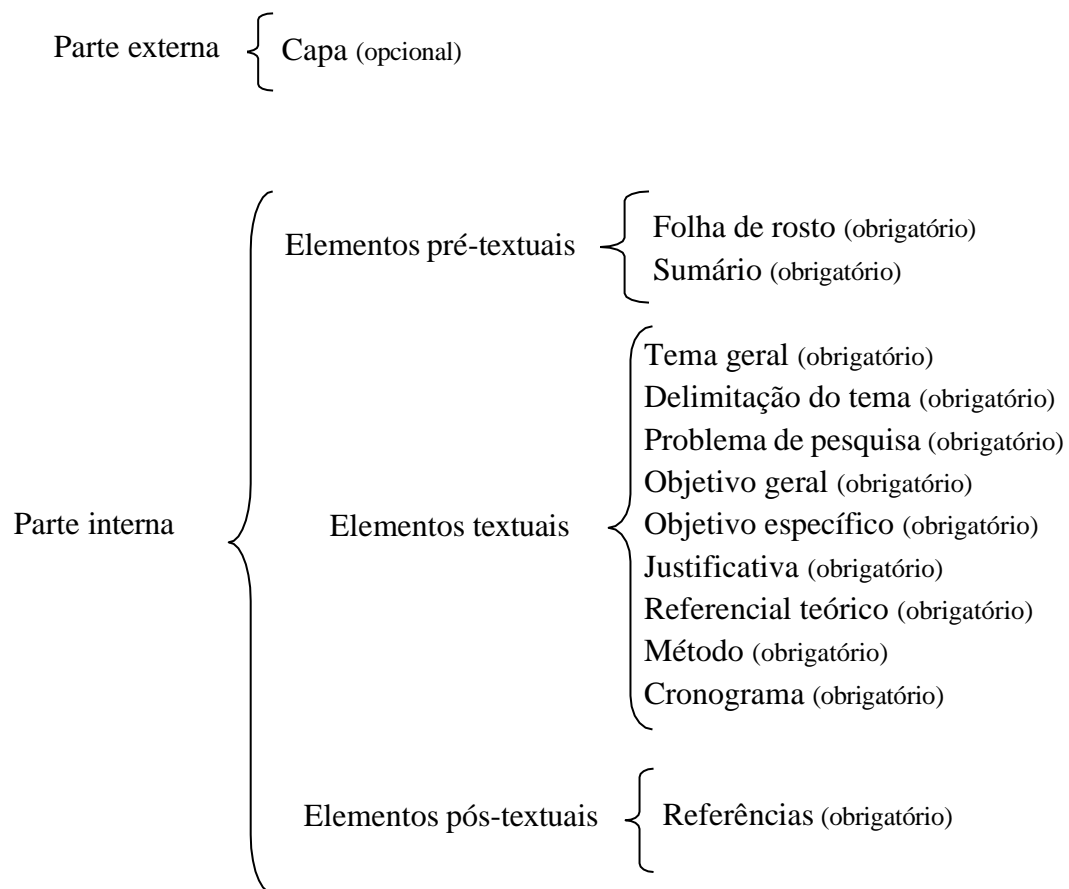 Parte externa
Capa (opcional)
Parte interna
Elementos pré-textuais
Folha de rosto (obrigatório)
Sumário (obrigatório)
Elementos textuais
Tema geral (obrigatório)
Delimitação do tema (obrigatório)
Problema de pesquisa (obrigatório)
Objetivo geral (obrigatório)
Objetivo específico (obrigatório)
Justificativa (obrigatório)
Referencial teórico (obrigatório)
Método (obrigatório)
Cronograma (obrigatório)
Elementos pós-textuais
Referências (obrigatório)